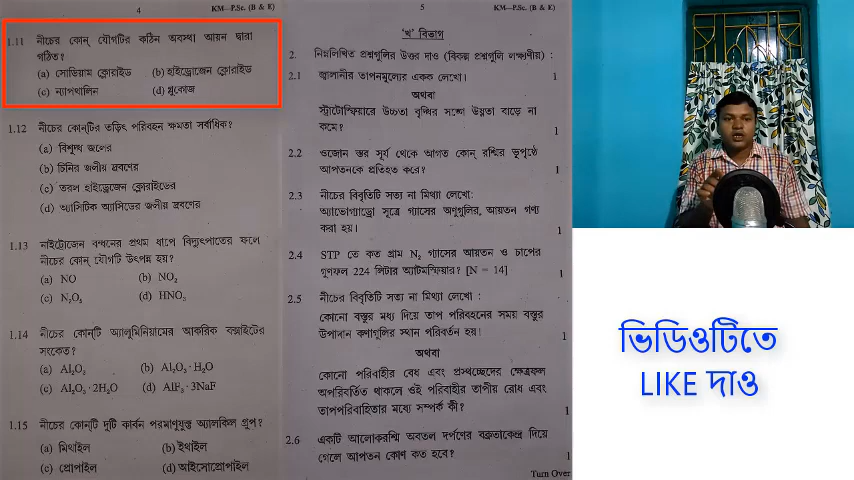 4
KM—P.Sc. (B & E)
1.11 নীচের কোন্ যৌগটির কঠিন অবস্থা আয়ন দ্বারা
গঠিত?
(a) সোডিয়াম ক্লোরাইড (b) হাইড্রোজেন ক্লোরাইড
(c) ন্যাপথালিন (d) গ্লুকোজ
1.12 নীচের কোন্‌টির তড়িৎ পরিবহন ক্ষমতা সর্বাধিক?
(a) বিশুদ্ধ জলের
(b) চিনির জলীয় দ্রবণের
(c) তরল হাইড্রোজেন ক্লোরাইডের
(d) অ্যাসিটিক অ্যাসিডের জলীয় দ্রবণের
1.13 নাইট্রোজেন বন্ধনের প্রথম ধাপে বিদ্যুৎপাতের ফলে
নীচের কোন্ যৌগটি উৎপন্ন হয়?
(a) NO (b) NO₂
(c) N₂O₅ (d) HNO₃
1.14 নীচের কোন্‌টি অ্যালুমিনিয়ামের আকরিক বক্সাইটের
সংকেত?
(a) Al₂O₃ (b) Al₂O₃·H₂O
(c) Al₂O₃·2H₂O (d) AlF₃·3NaF
1.15 নীচের কোন্‌টি দুটি কার্বন পরমাণুযুক্ত অ্যালকিল গ্রুপ?
(a) মিথাইল (b) ইথাইল
(c) প্রোপাইল (d) আইসোপ্রোপাইল
5
KM—P.Sc. (B & E)
'খ' বিভাগ
2. নিম্নলিখিত প্রশ্নগুলির উত্তর দাও (বিকল্প প্রশ্নগুলি লক্ষ্যণীয়) :
2.1 জ্বালানীর তাপনমূল্যের একক লেখো।
অথবা
স্ট্রাটোস্ফিয়ারে উচ্চতা বৃদ্ধির সঙ্গে উষ্ণতা বাড়ে না
কমে? 1
2.2 ওজোন স্তর সূর্য থেকে আগত কোন্ রশ্মির ভূপৃষ্ঠে
আপতনকে প্রতিহত করে? 1
2.3 নীচের বিবৃতিটি সত্য না মিথ্যা লেখো:
অ্যাভোগ্যাড্রো সূত্রে গ্যাসের অণুগুলির, আয়তন গণ্য
করা হয়। 1
2.4 STP তে কত গ্রাম N₂ গ্যাসের আয়তন ও চাপের
গুণফল 224 লিটার অ্যাটমস্ফিয়ার? [N = 14] 1
2.5 নীচের বিবৃতিটি সত্য না মিথ্যা লেখো :
কোনো বস্তুর মধ্য দিয়ে তাপ পরিবহনের সময় বস্তুর
উপাদান কণাগুলির স্থান পরিবর্তন হয়। 1
অথবা
কোনো পরিবাহীর বেধ এবং প্রস্থচ্ছেদের ক্ষেত্রফল
অপরিবর্তিত থাকলে ওই পরিবাহীর তাপীয় রোধ এবং
তাপপরিবাহিতার মধ্যে সম্পর্ক কী? 1
2.6 একটি আলোকরশ্মি অবতল দর্পণের বক্রতাকেন্দ্র দিয়ে
গেলে আপতন কোণ কত হবে? 1
Turn Over
ভিডিওটিতে
LIKE দাও